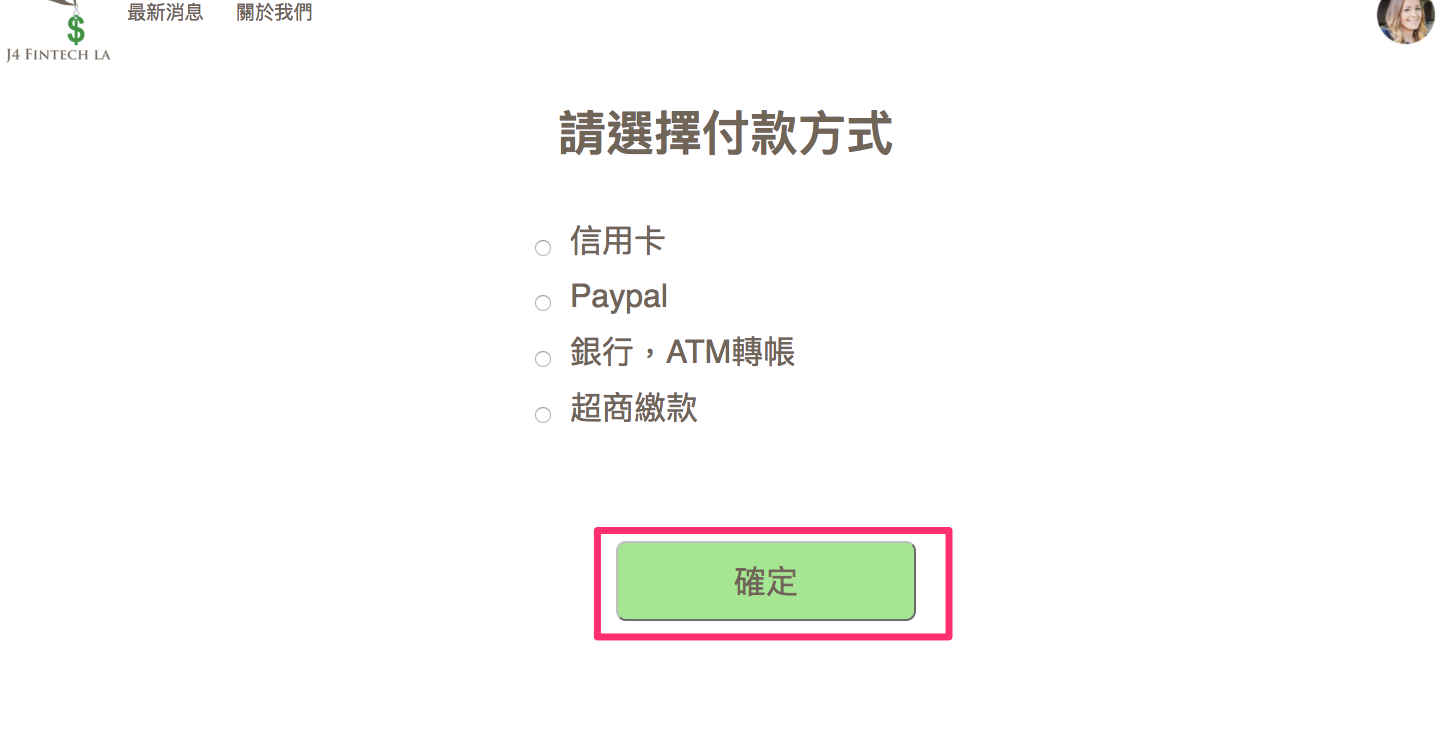 最新消息
關於我們
$
J4 FINTECH LA
請選擇付款方式
信用卡
Paypal
銀行，ATM轉帳
超商繳款
確定